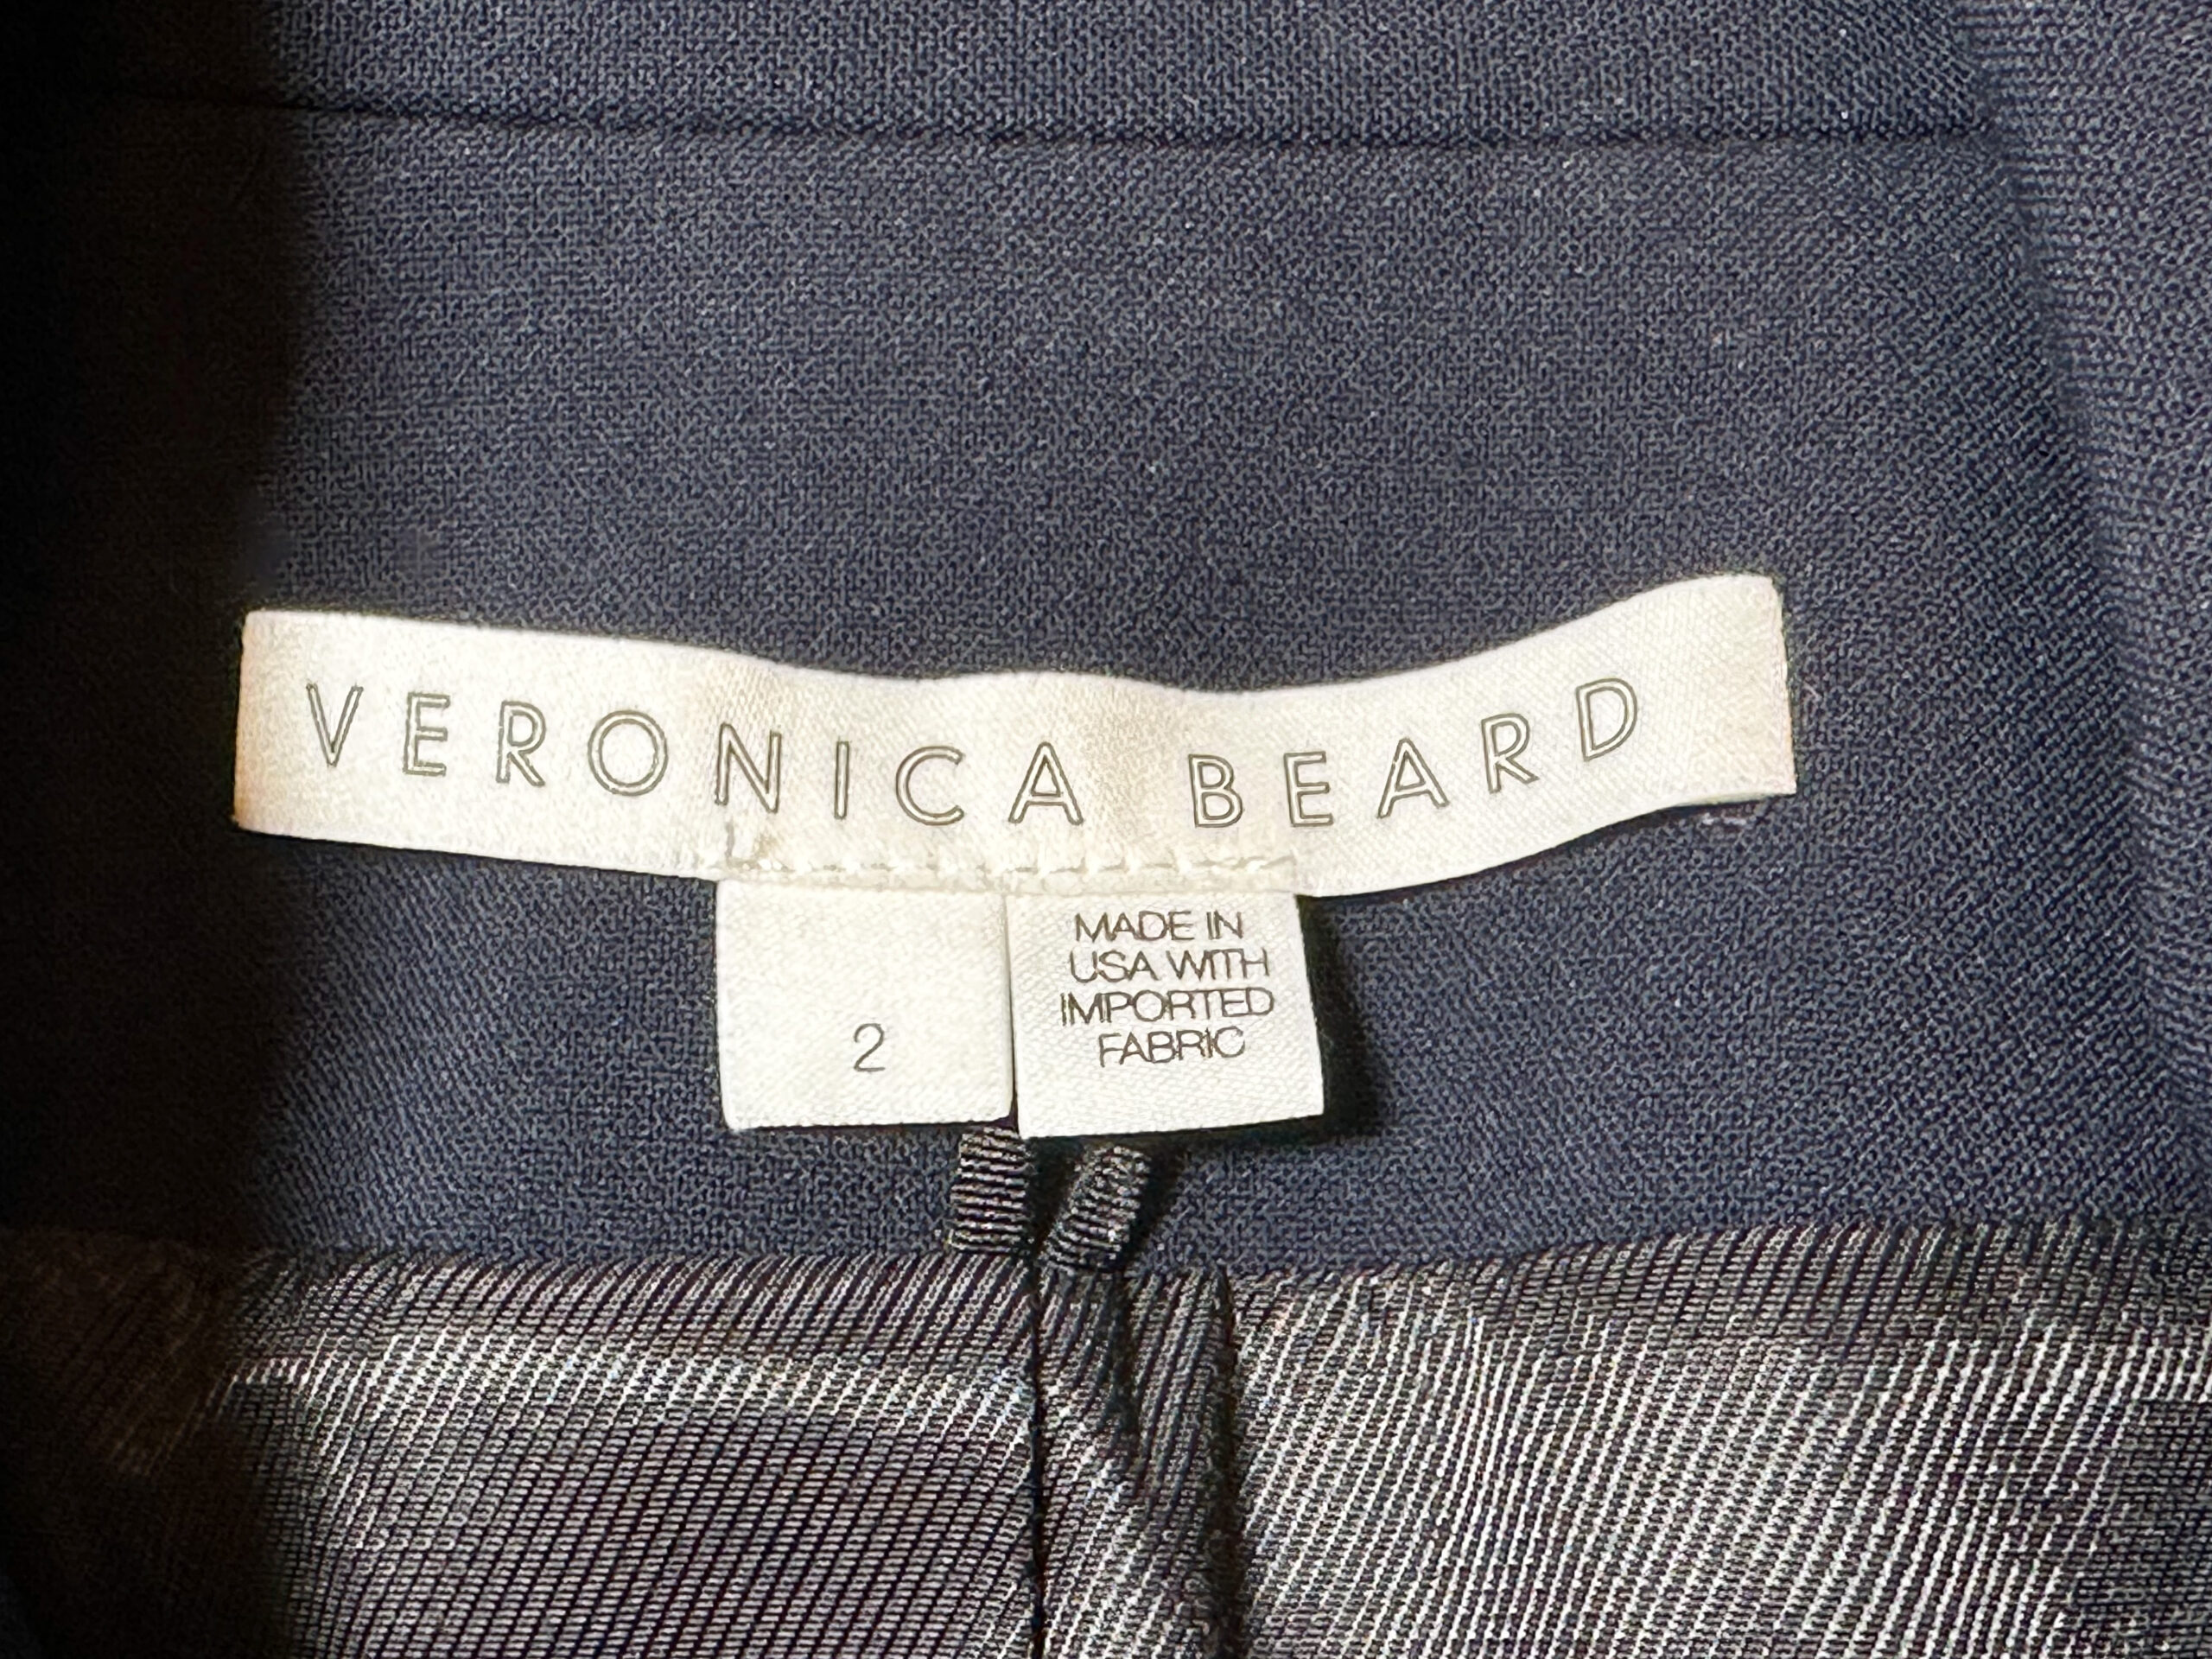 VERONICA BEARD
2
MADE IN
USA WITH
IMPORTED
FABRIC